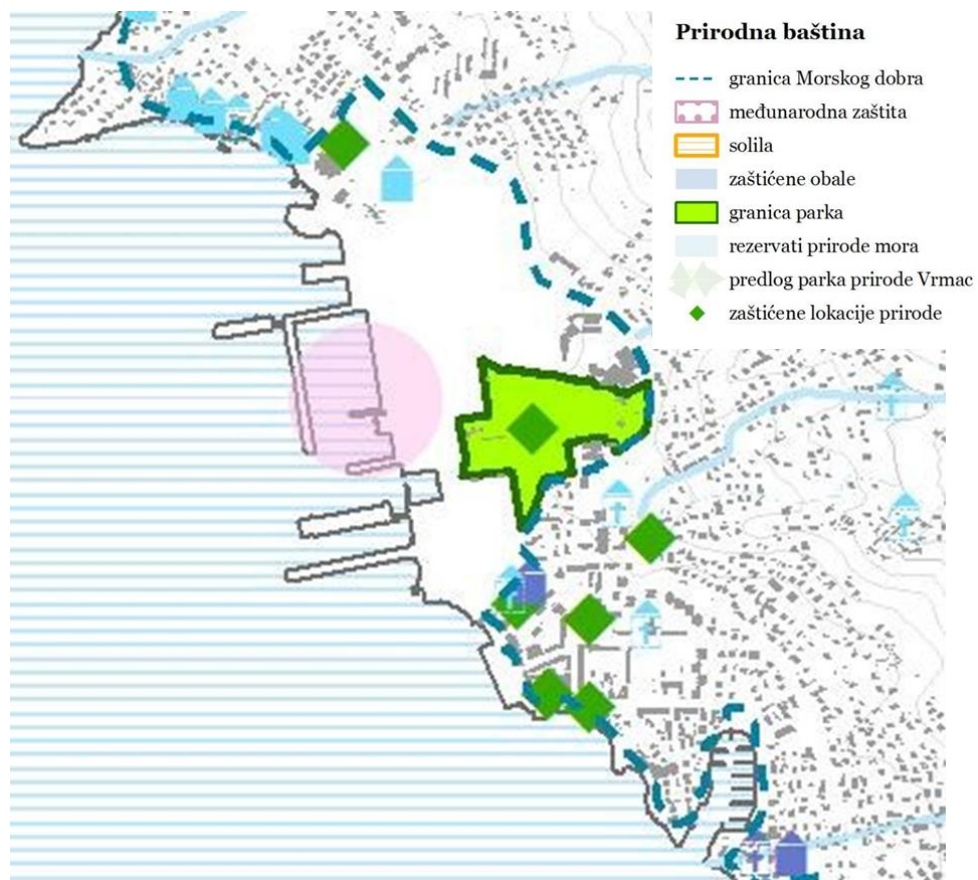 Prirodna baština
granica Morskog dobra
međunarodna zaštita
solila
zaštićene obale
granica parka
rezervati prirode mora
predlog parka prirode Vrmac
zaštićene lokacije prirode